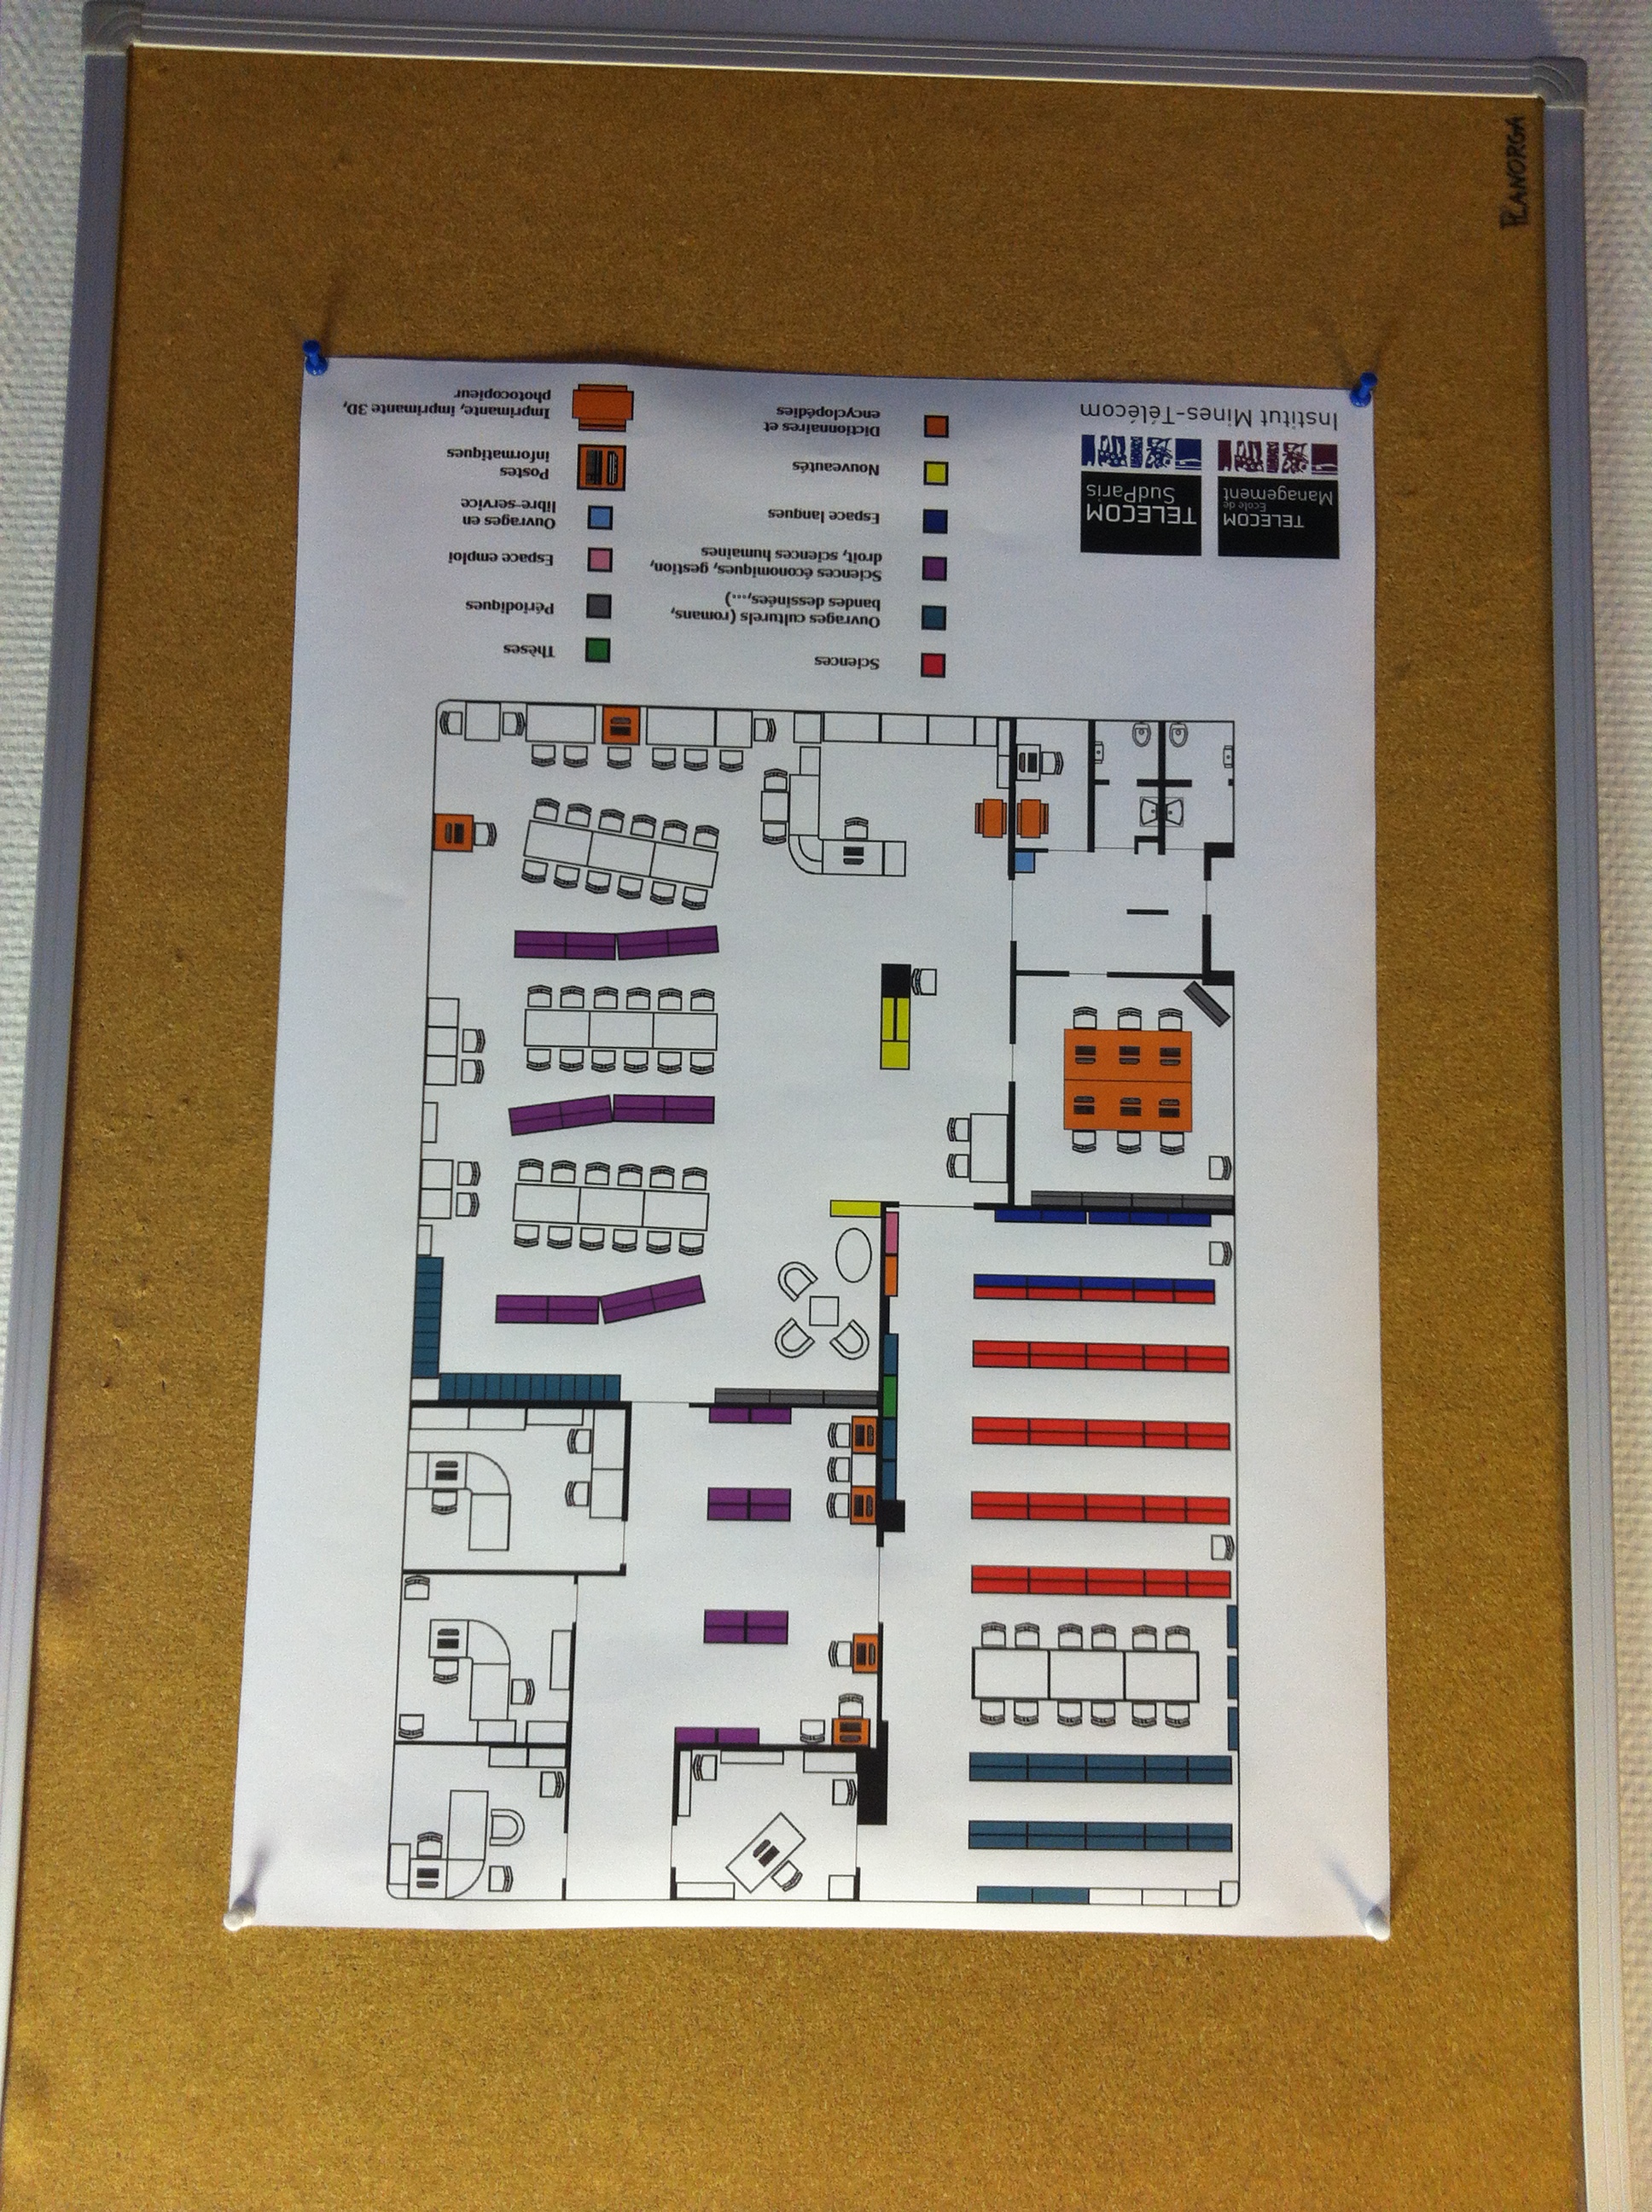 PLANORGA
Sciences
Ouvrages culturels (romans,
bandes dessinées,...)
Sciences économiques, gestion,
droit, sciences humaines
Espace langues
Nouveautés
Dictionnaires et
encyclopédies
Thèses
Périodiques
Espace emploi
Ouvrages en
libre-service
Postes
informatiques
Imprimante, imprimante 3D,
photocopieur
TELECOM
École de
Management
TELECOM
SudParis
Institut Mines-Télécom